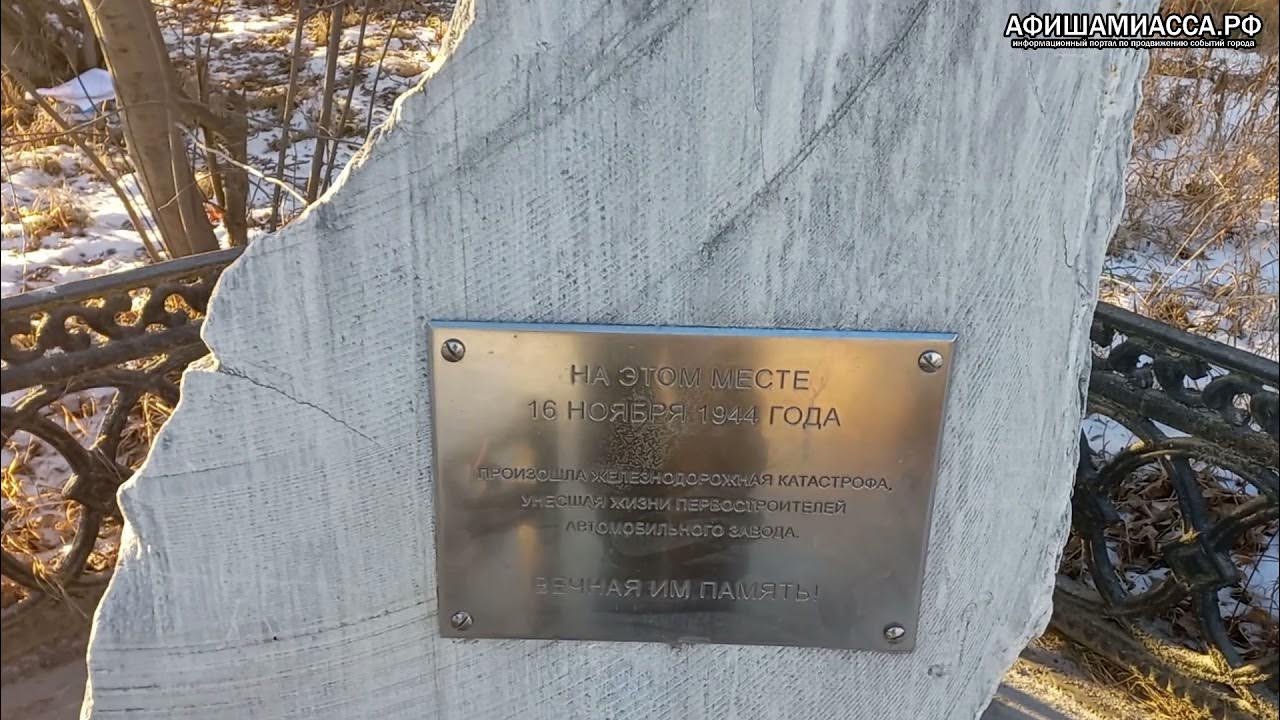 АФИШАМИАССА.РФ
информационный портал по продвижению событий города
НА ЭТОМ МЕСТЕ
16 НОЯБРЯ 1944 ГОДА
ПРОИЗОШЛА ЖЕЛЕЗНОДОРОЖНАЯ КАТАСТРОФА,
УНЕСШАЯ ЖИЗНИ ПЕРВОСТРОИТЕЛЕЙ
АВТОМОБИЛЬНОГО ЗАВОДА.
ВЕЧНАЯ ИМ ПАМЯТЬ!